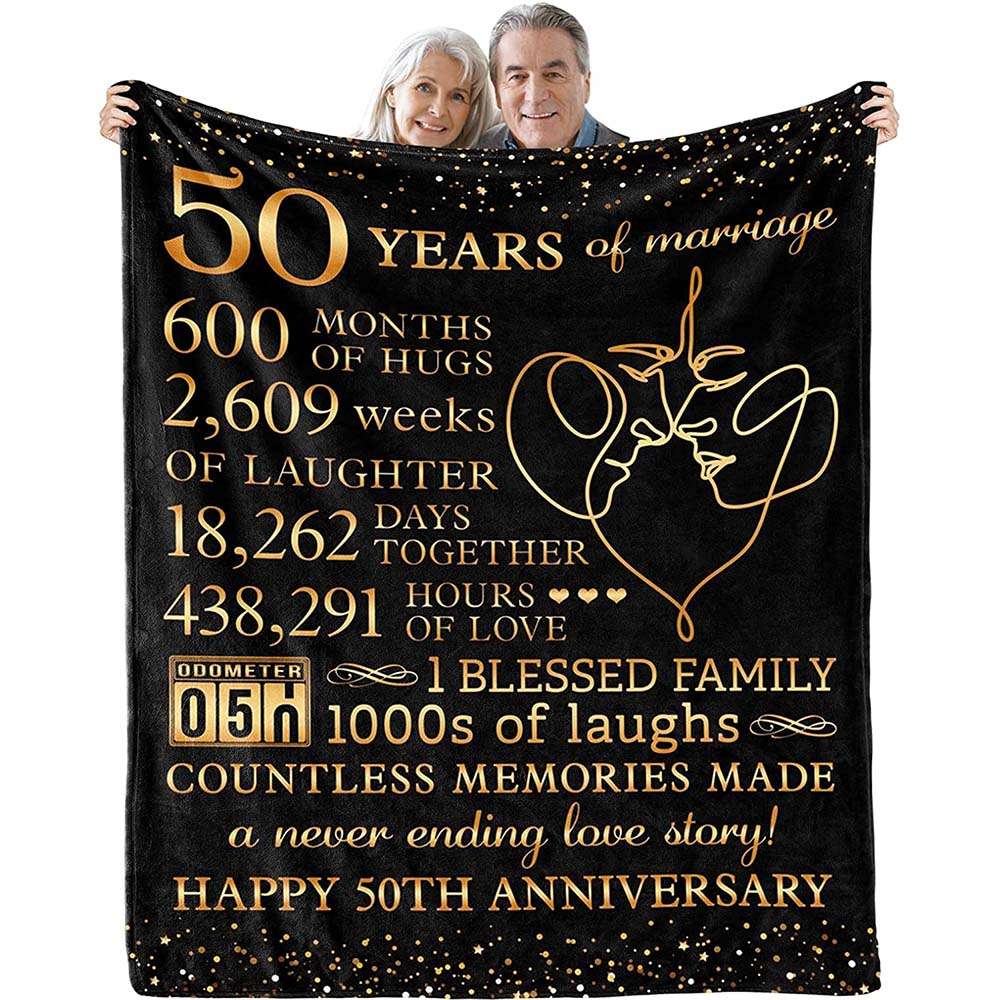 50 YEARS of marriage
600 MONTHS
OF HUGS
2,609 weeks
OF LAUGHTER
18,262 DAYS
TOGETHER
438,291 HOURS
OF LOVE
ODOMETER
05h
1 BLESSED FAMILY
1000s of laughs
COUNTLESS MEMORIES MADE
a never ending love story!
HAPPY 50TH ANNIVERSARY